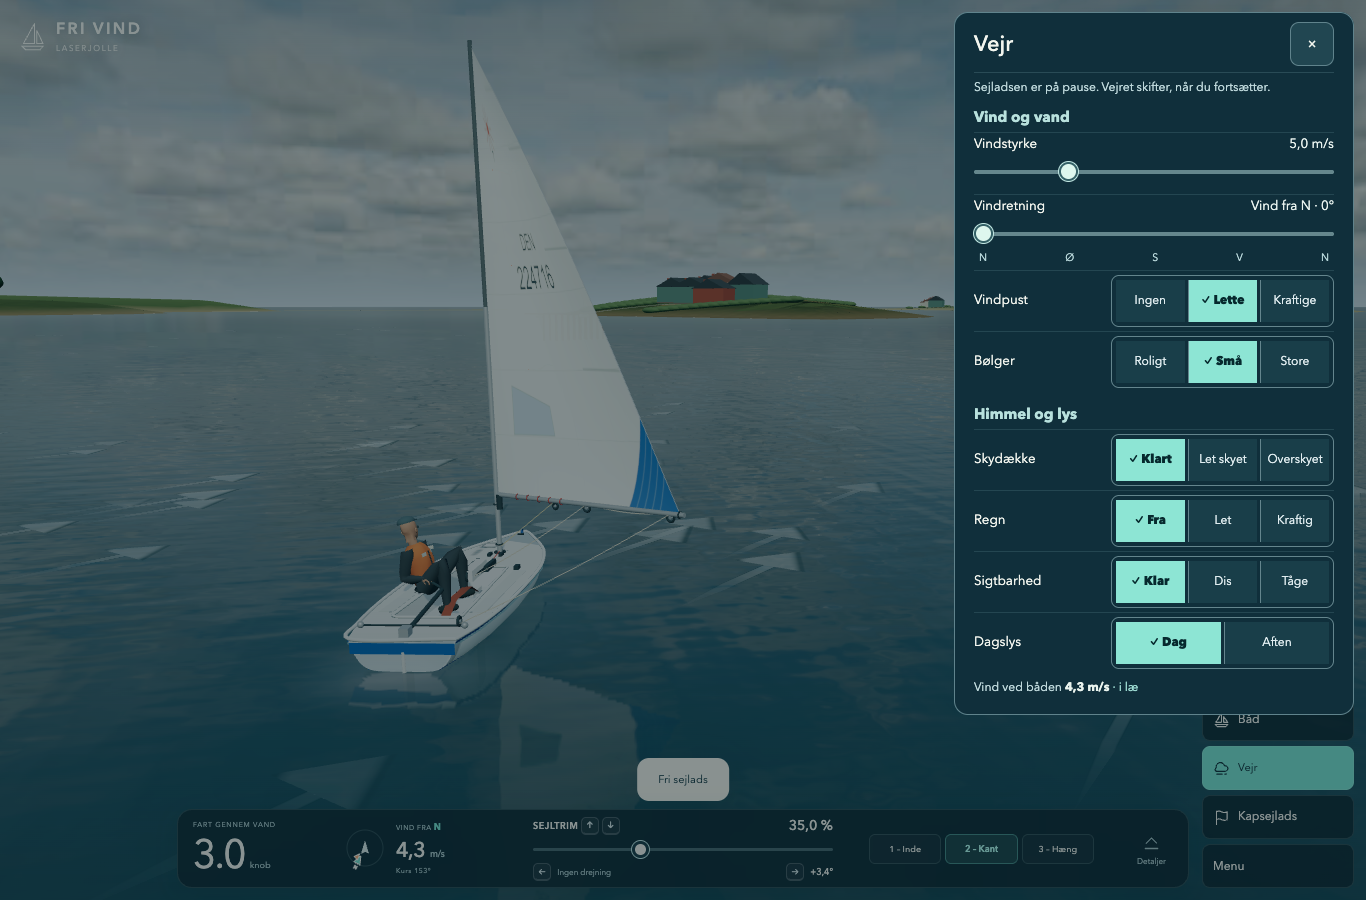 FRI VIND
LASERJOLLE
DEN
224716
Vejr
×
Sejladsen er på pause. Vejret skifter, når du fortsætter.
Vind og vand
Vindstyrke 5,0 m/s
Vindretning Vind fra N · 0°
N Ø S V N
Vindpust Ingen ✓ Lette Kraftige
Bølger Roligt ✓ Små Store
Himmel og lys
Skydække ✓ Klart Let skyet Overskyet
Regn ✓ Fra Let Kraftig
Sigtbarhed ✓ Klar Dis Tåge
Dagslys ✓ Dag Aften
Vind ved båden 4,3 m/s · i læ
Båd
Vejr
Kapsejlads
Menu
Fri sejlads
FART GENNEM VAND
3.0 knob
VIND FRA N
4,3 m/s
Kurs 153°
SEJLTRIM ↑ ↓ 35,0 %
← Ingen drejning → +3,4°
1 – Inde 2 – Kant 3 – Hæng
Detaljer